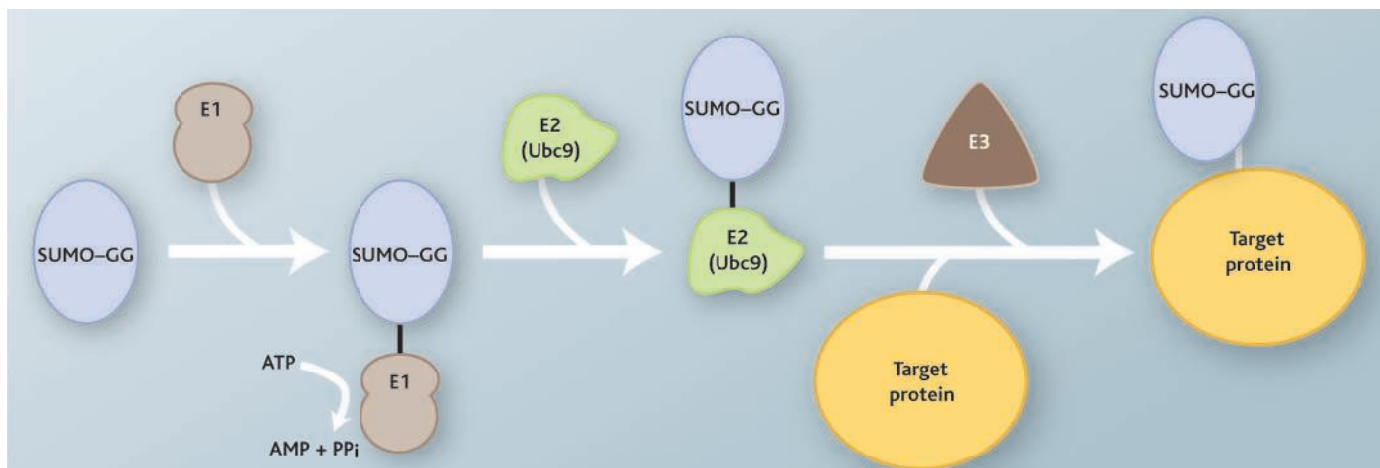 SUMO–GG
E1
SUMO–GG
ATP
E1
AMP + PPi
E2
(Ubc9)
SUMO–GG
E2
(Ubc9)
E3
Target
protein
SUMO–GG
Target
protein